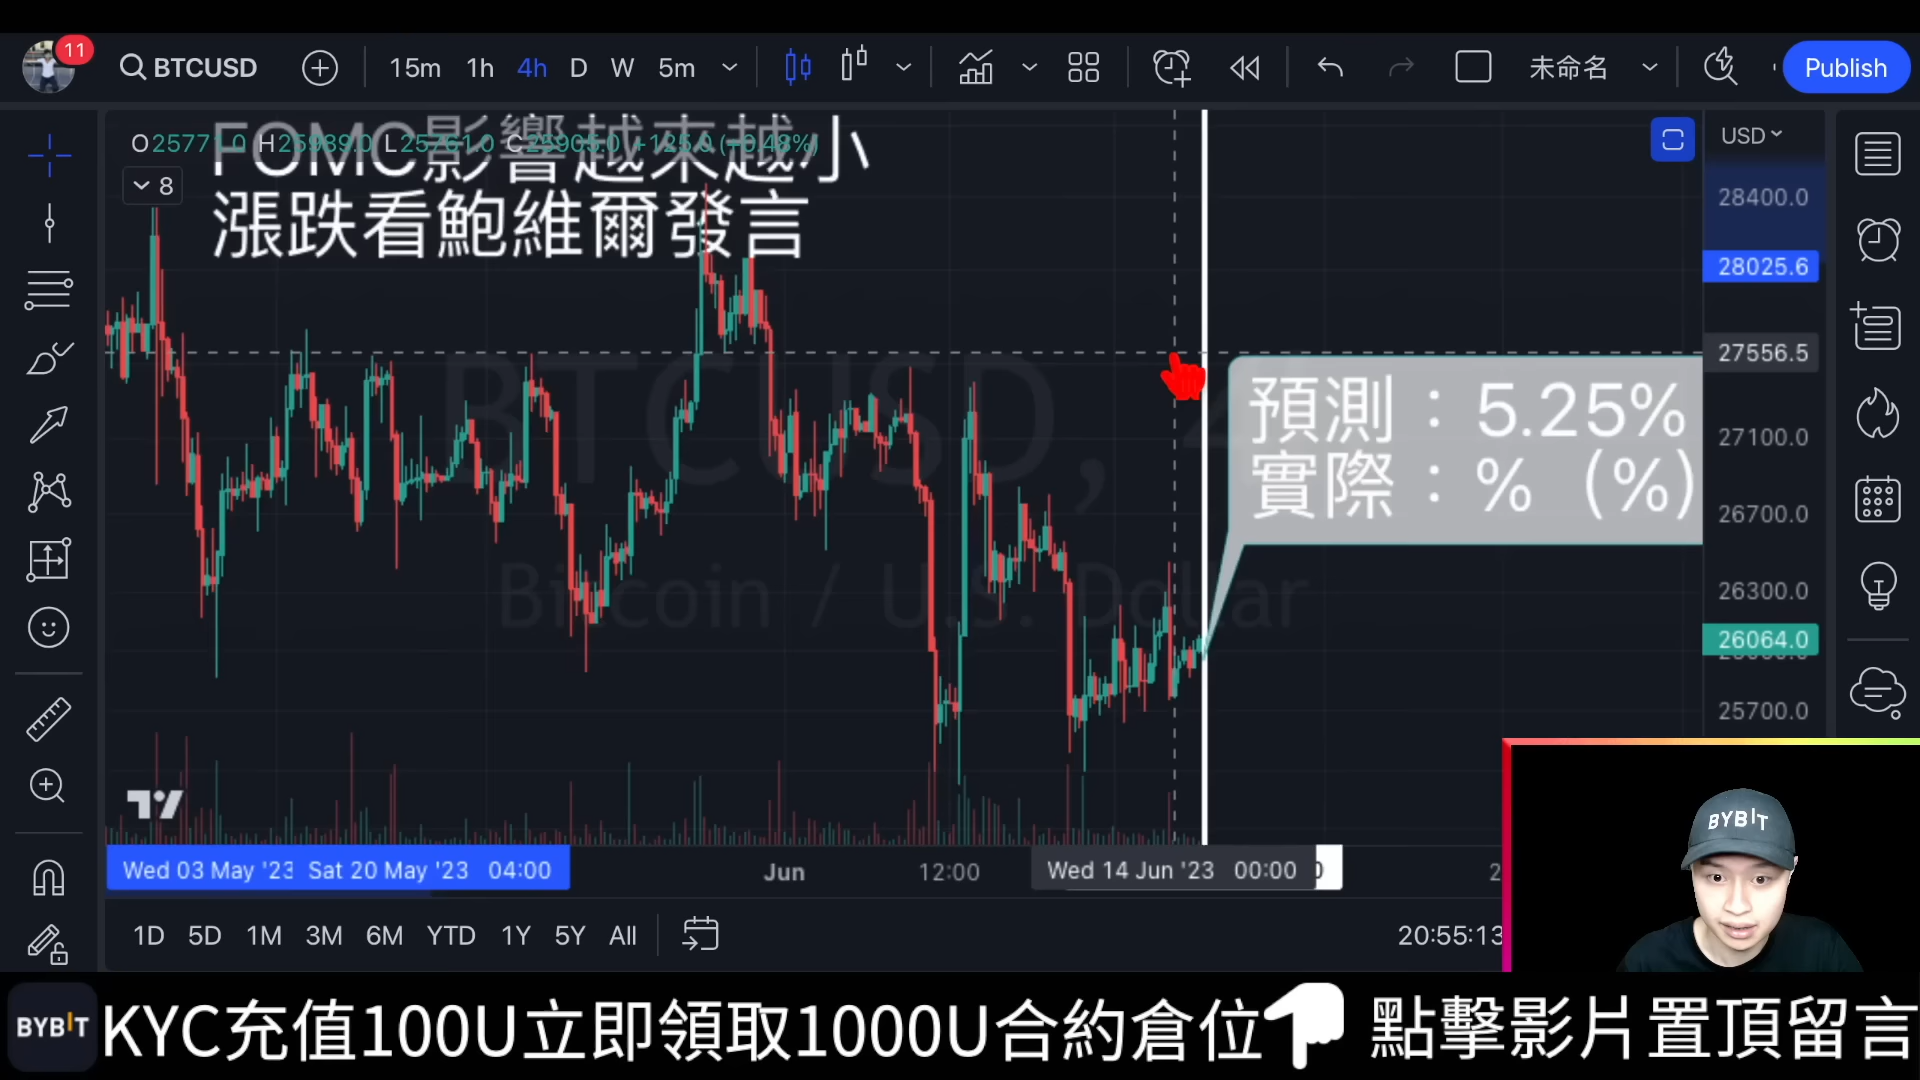 11
BTCUSD 15m 1h 4h D W 5m 未命名 Publish
FOMC影響越來越小
漲跌看鮑維爾發言
8
USD
28400.0
28025.6
27556.5
27100.0
26700.0
26300.0
26064.0
25700.0
BTCUSD
Bitcoin / U.S. Dollar
預測：5.25%
實際：% (%)
BYBIT
Wed 03 May '23 Sat 20 May '23 04:00 Jun 12:00 Wed 14 Jun '23 00:00
1D 5D 1M 3M 6M YTD 1Y 5Y All 20:55:13
BYBIT KYC充值100U立即領取1000U合約倉位 點擊影片置頂留言